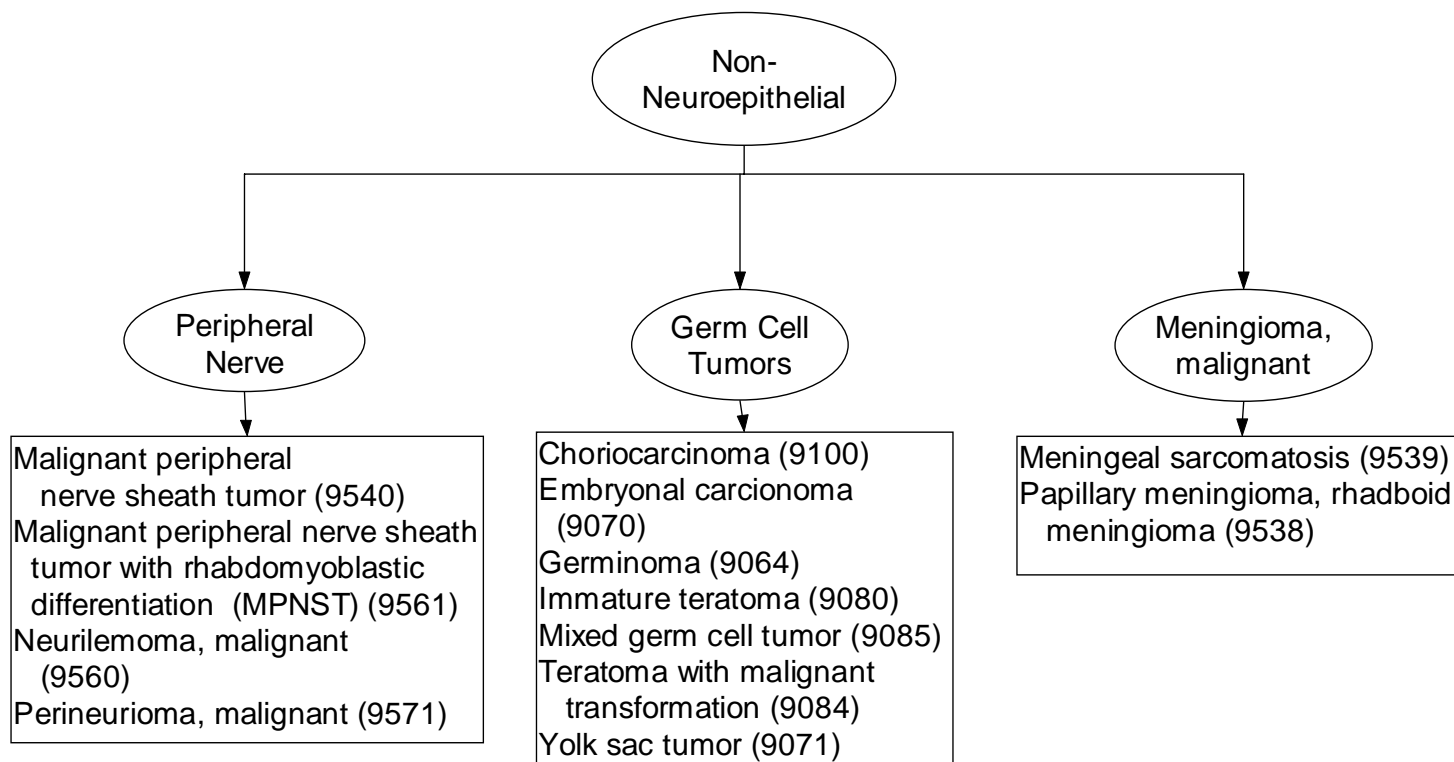 Non-
Neuroepithelial
Peripheral
Nerve
Germ Cell
Tumors
Meningioma,
malignant
Malignant peripheral
nerve sheath tumor (9540)
Malignant peripheral nerve sheath
tumor with rhabdomyoblastic
differentiation (MPNST) (9561)
Neurilemoma, malignant
(9560)
Perineurioma, malignant (9571)
Choriocarcinoma (9100)
Embryonal carcionoma
(9070)
Germinoma (9064)
Immature teratoma (9080)
Mixed germ cell tumor (9085)
Teratoma with malignant
transformation (9084)
Yolk sac tumor (9071)
Meningeal sarcomatosis (9539)
Papillary meningioma, rhadboid
meningioma (9538)